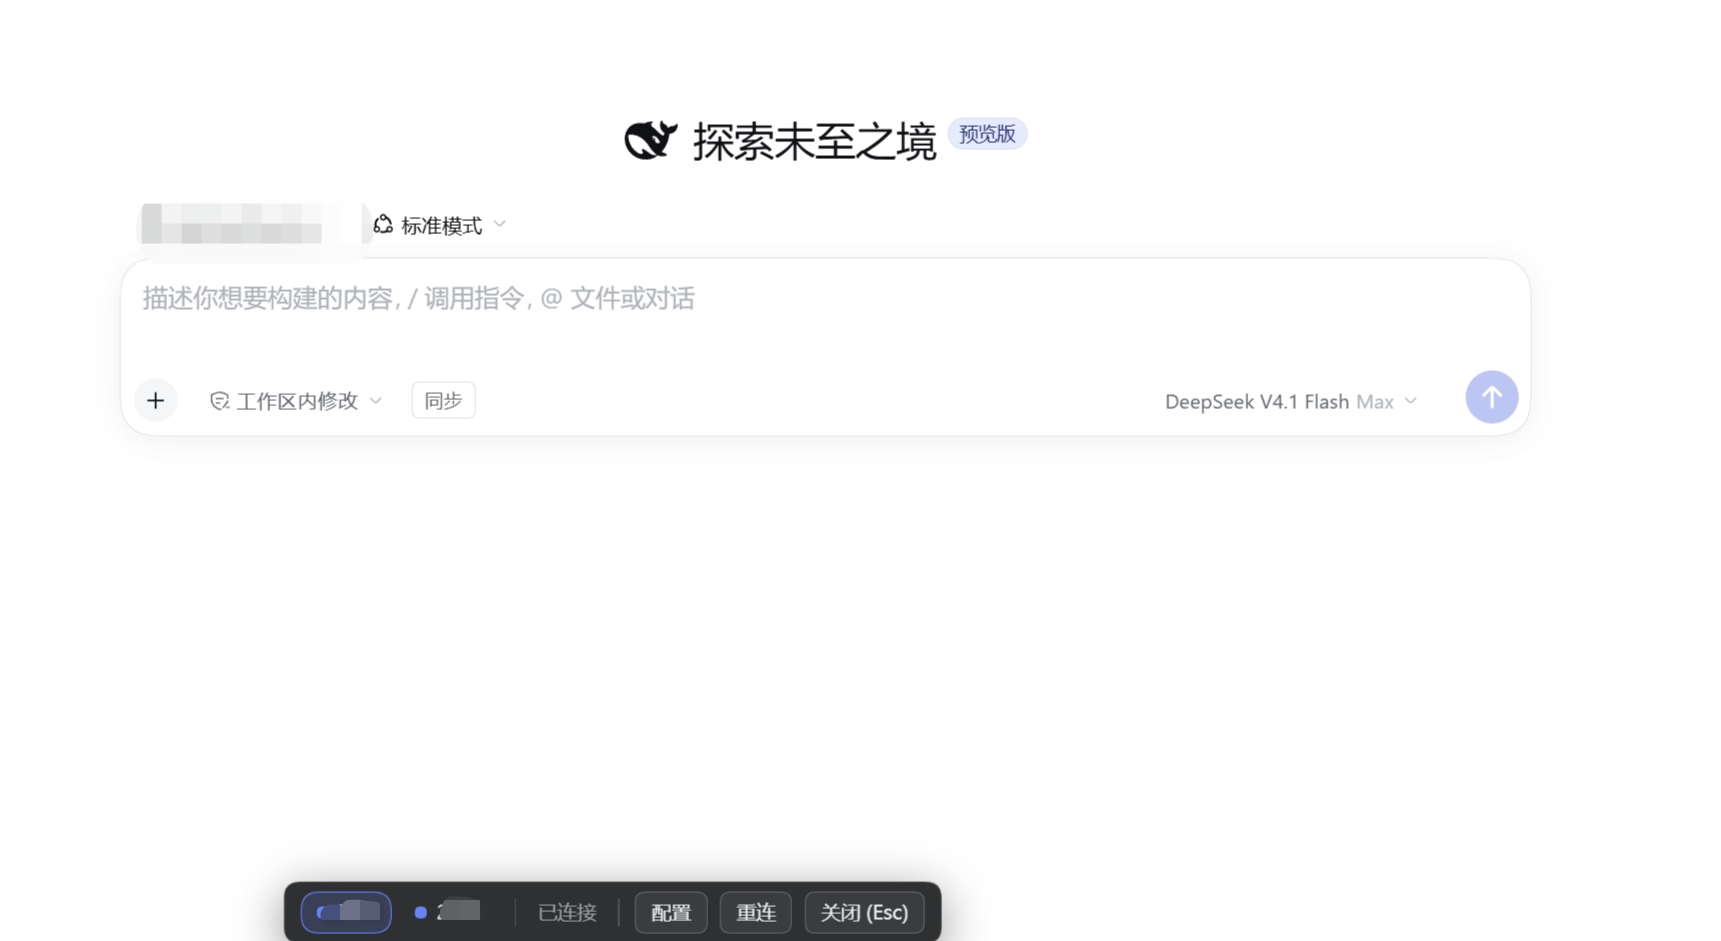 探索未至之境 预览版
标准模式
描述你想要构建的内容, / 调用指令, @ 文件或对话
工作区内修改 同步 DeepSeek V4.1 Flash Max
已连接 配置 重连 关闭 (Esc)